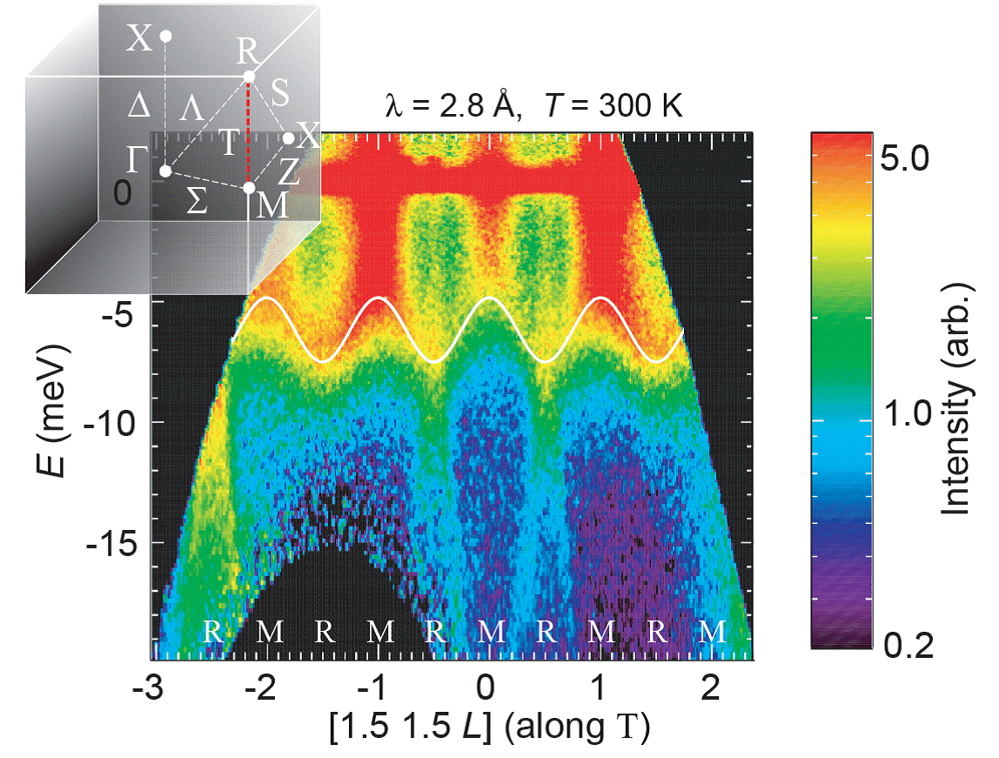 X
R
Δ Λ S
λ = 2.8 Å, T = 300 K
T X
Γ
Z
0 Σ M
-5
-10
-15
E (meV)
R M R M R M R M R M
-3 -2 -1 0 1 2
[1.5 1.5 L] (along T)
5.0
1.0
0.2
Intensity (arb.)